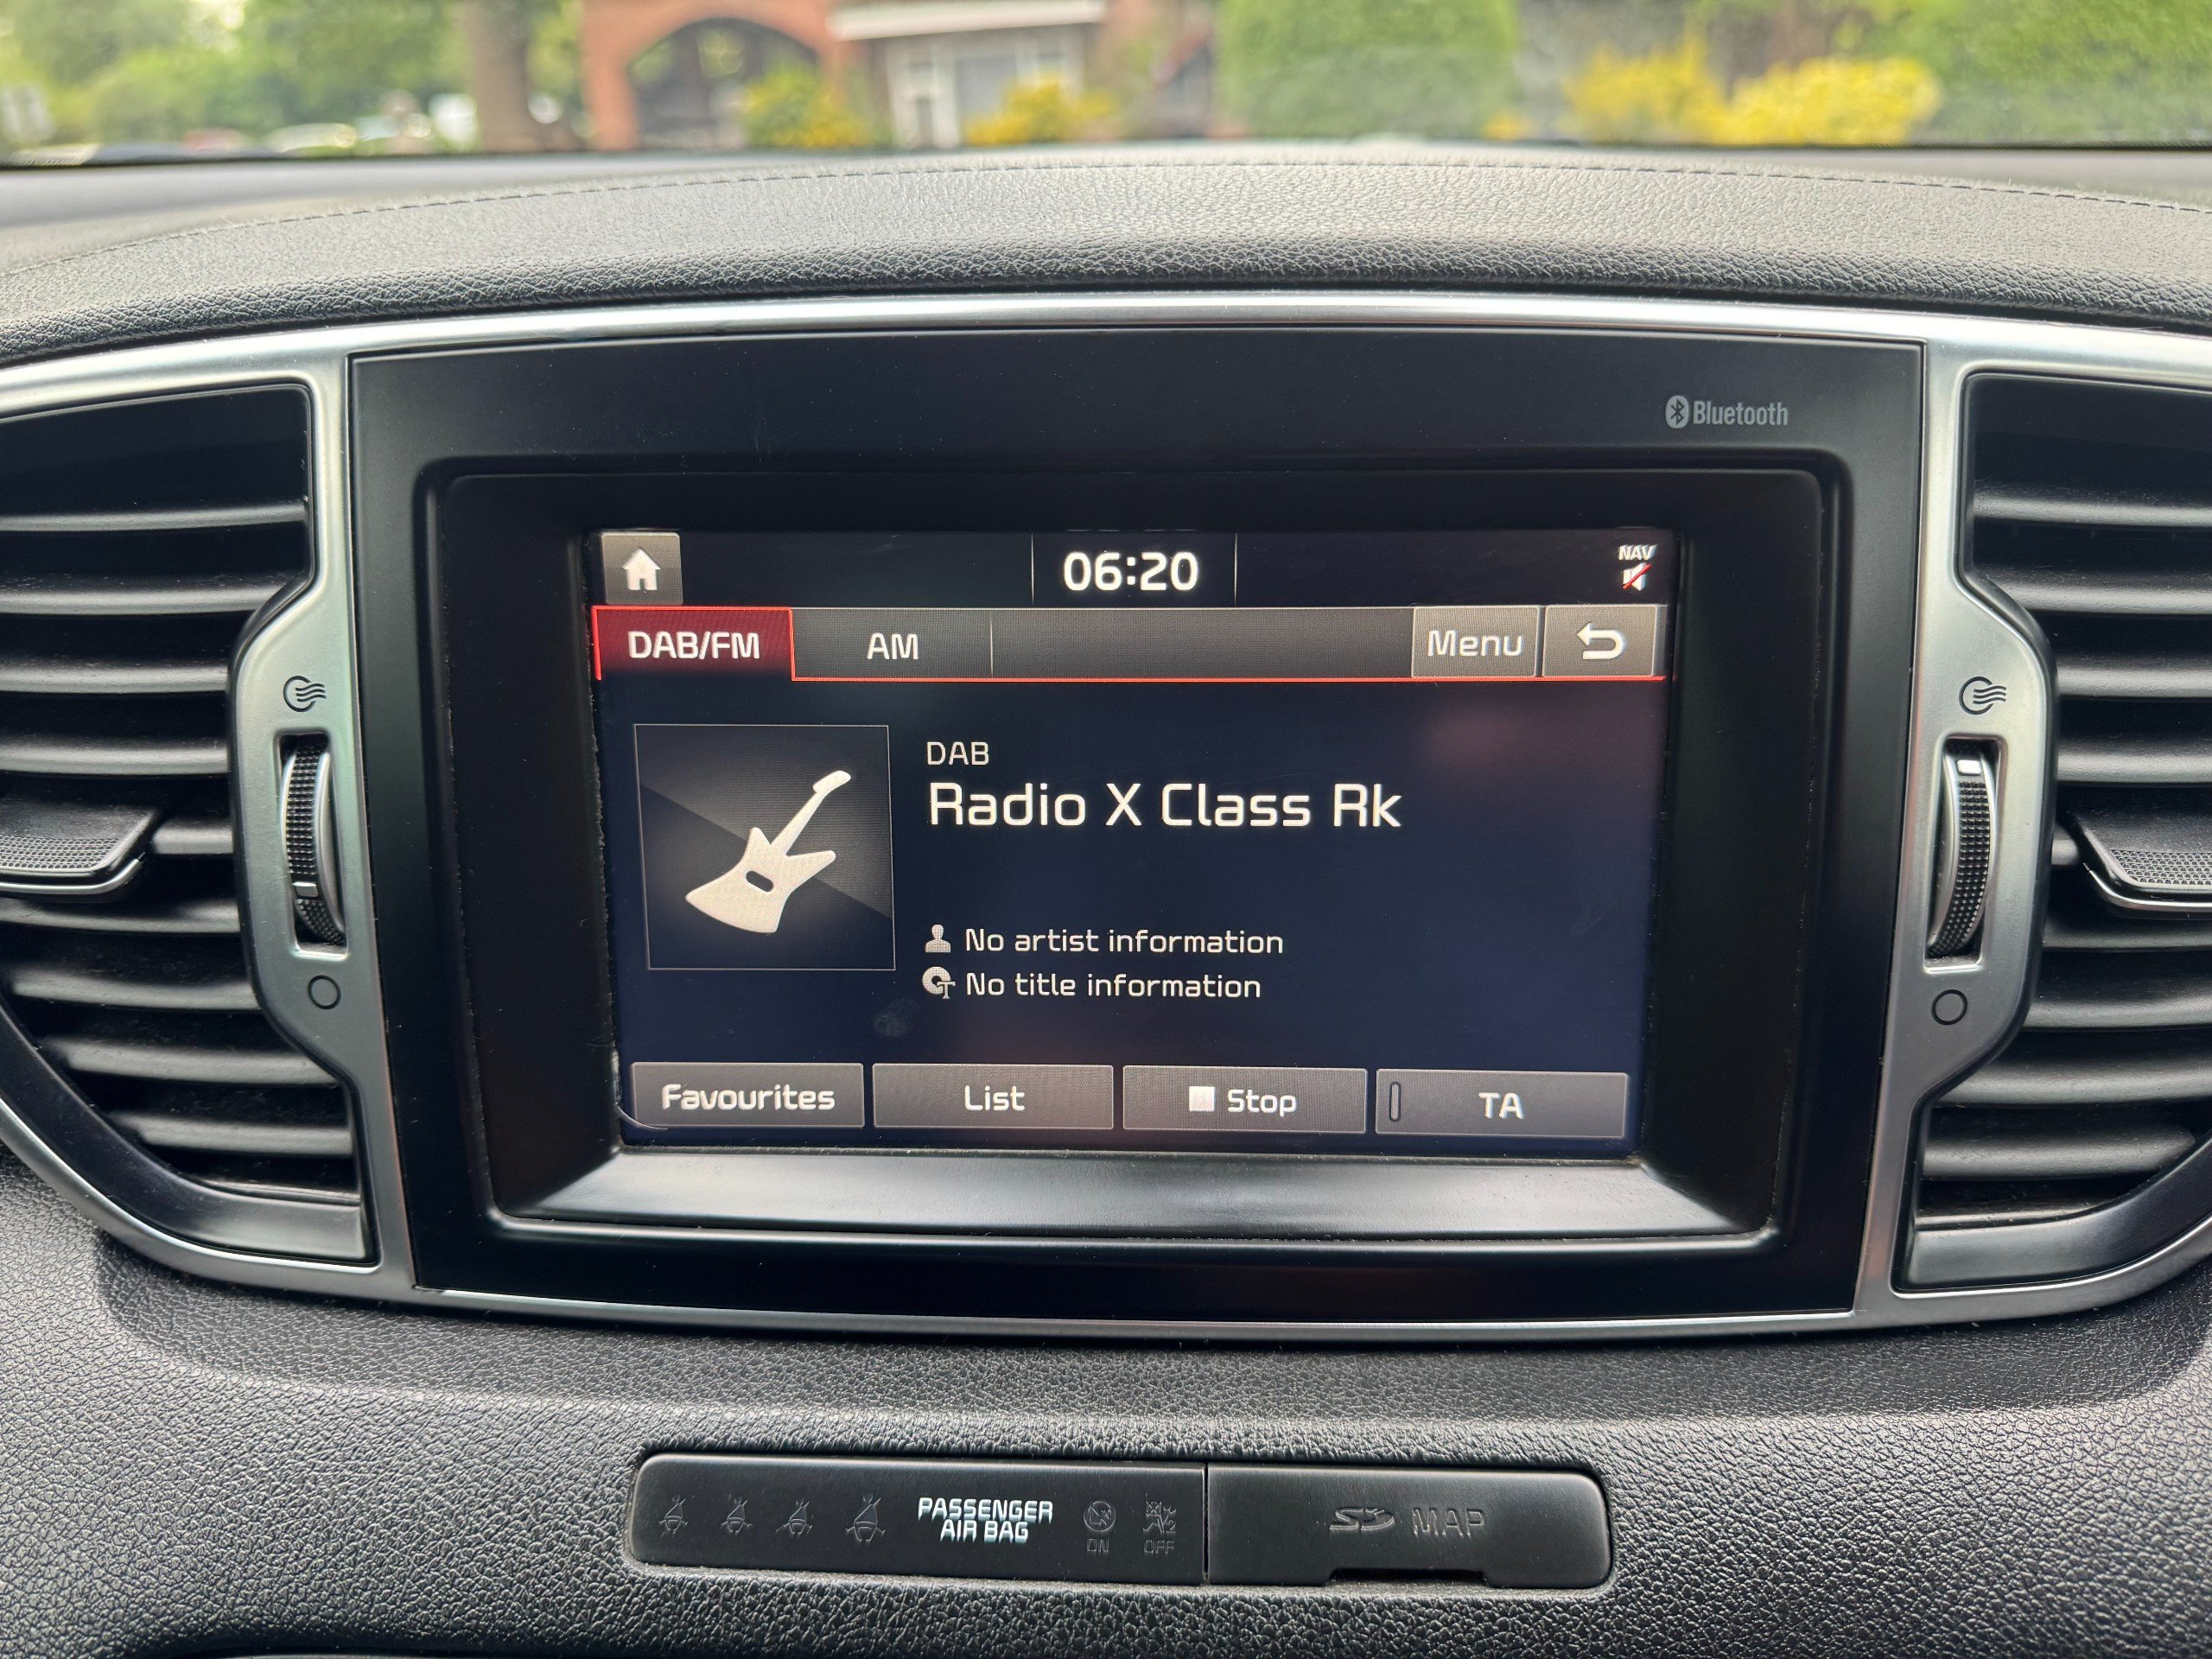 Bluetooth
06:20
NAV
DAB/FM
AM
Menu
DAB
Radio X Class Rk
No artist information
No title information
Favourites
List
Stop
TA
PASSENGER
AIR BAG
ON
OFF
SD MAP